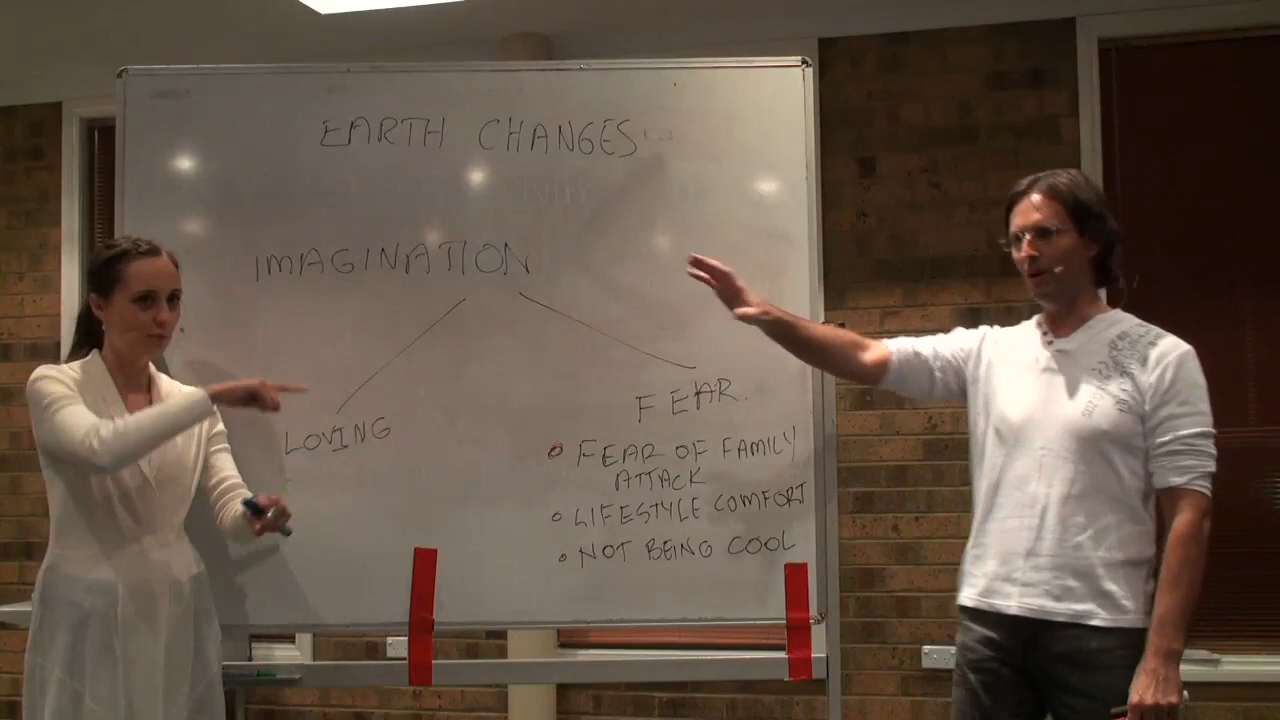 EARTH CHANGES
IMAGINATION
LOVING
FEAR.
FEAR OF FAMILY
ATTACK
LIFESTYLE COMFORT
NOT BEING COOL